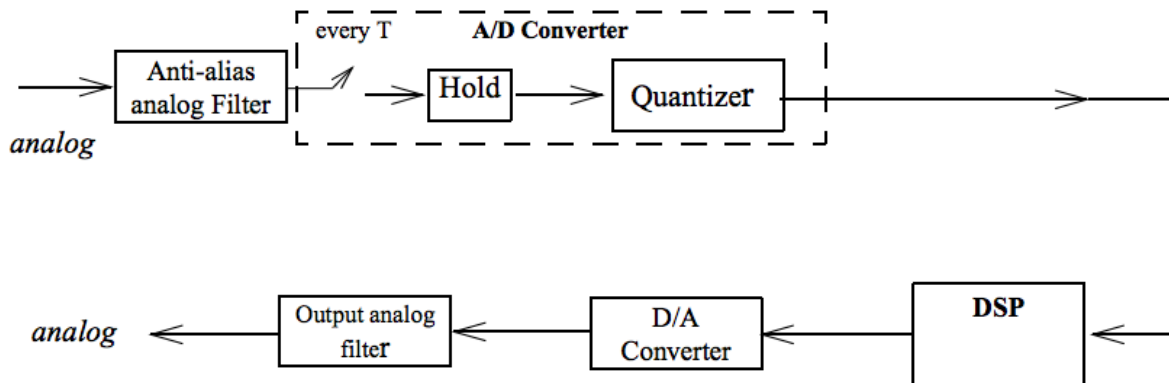 every T
A/D Converter
Anti-alias
analog Filter
Hold
Quantizer
analog
analog
Output analog
filter
D/A
Converter
DSP